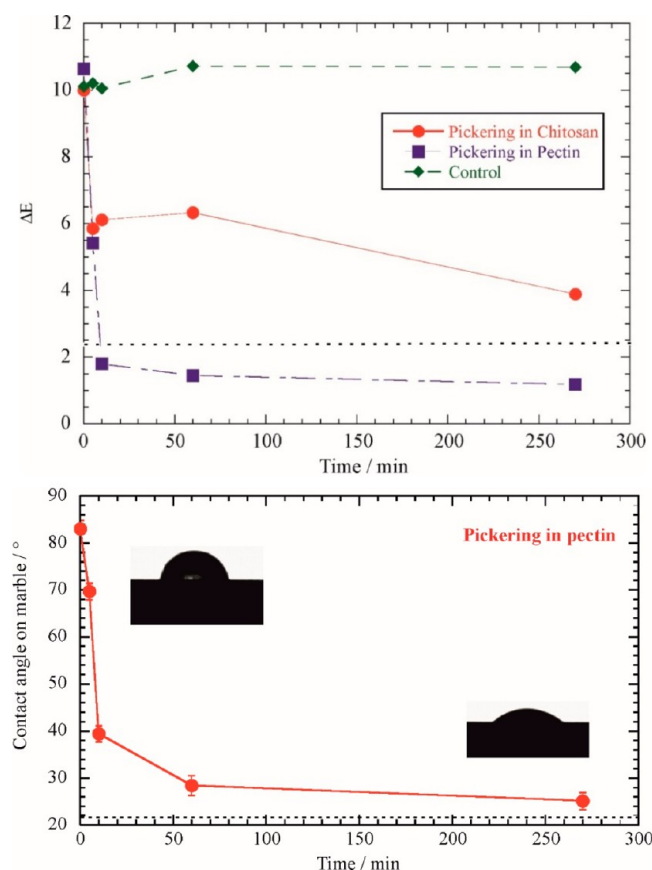 12
10
8
6
4
2
0
ΔE
Pickering in Chitosan
Pickering in Pectin
Control
0 50 100 150 200 250 300
Time / min
90
80
70
60
50
40
30
20
Contact angle on marble / °
Pickering in pectin
0 50 100 150 200 250 300
Time / min